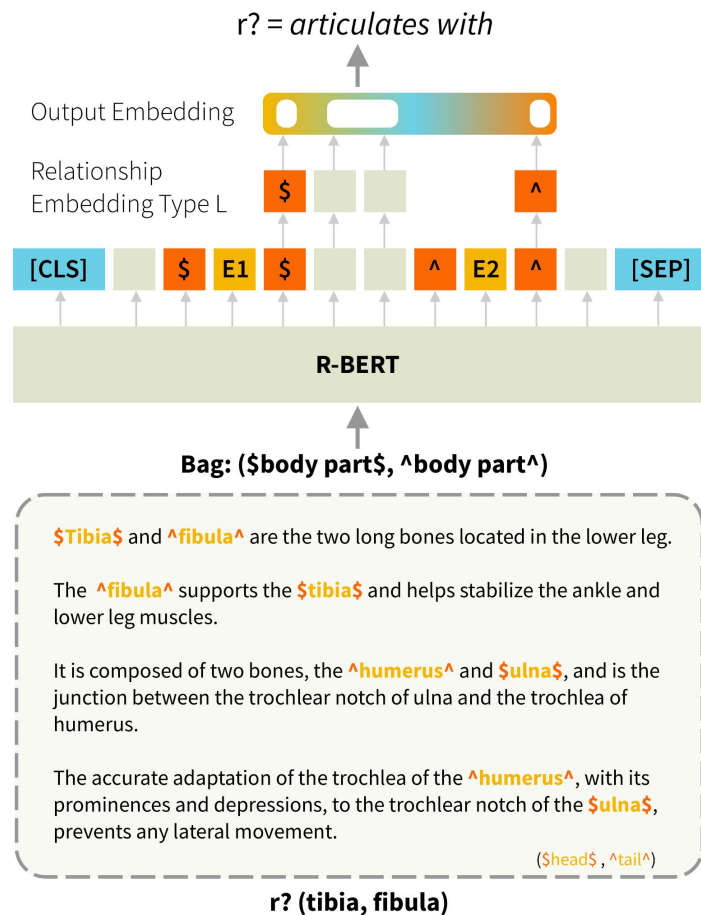 r? = articulates with
Output Embedding
Relationship
Embedding Type L
$ ^
[CLS] $ E1 $ ^ E2 ^ [SEP]
R-BERT
Bag: ($body part$, ^body part^)
$Tibia$ and ^fibula^ are the two long bones located in the lower leg.
The ^fibula^ supports the $tibia$ and helps stabilize the ankle and
lower leg muscles.
It is composed of two bones, the ^humerus^ and $ulna$, and is the
junction between the trochlear notch of ulna and the trochlea of
humerus.
The accurate adaptation of the trochlea of the ^humerus^, with its
prominences and depressions, to the trochlear notch of the $ulna$,
prevents any lateral movement.
($head$ , ^tail^)
r? (tibia, fibula)